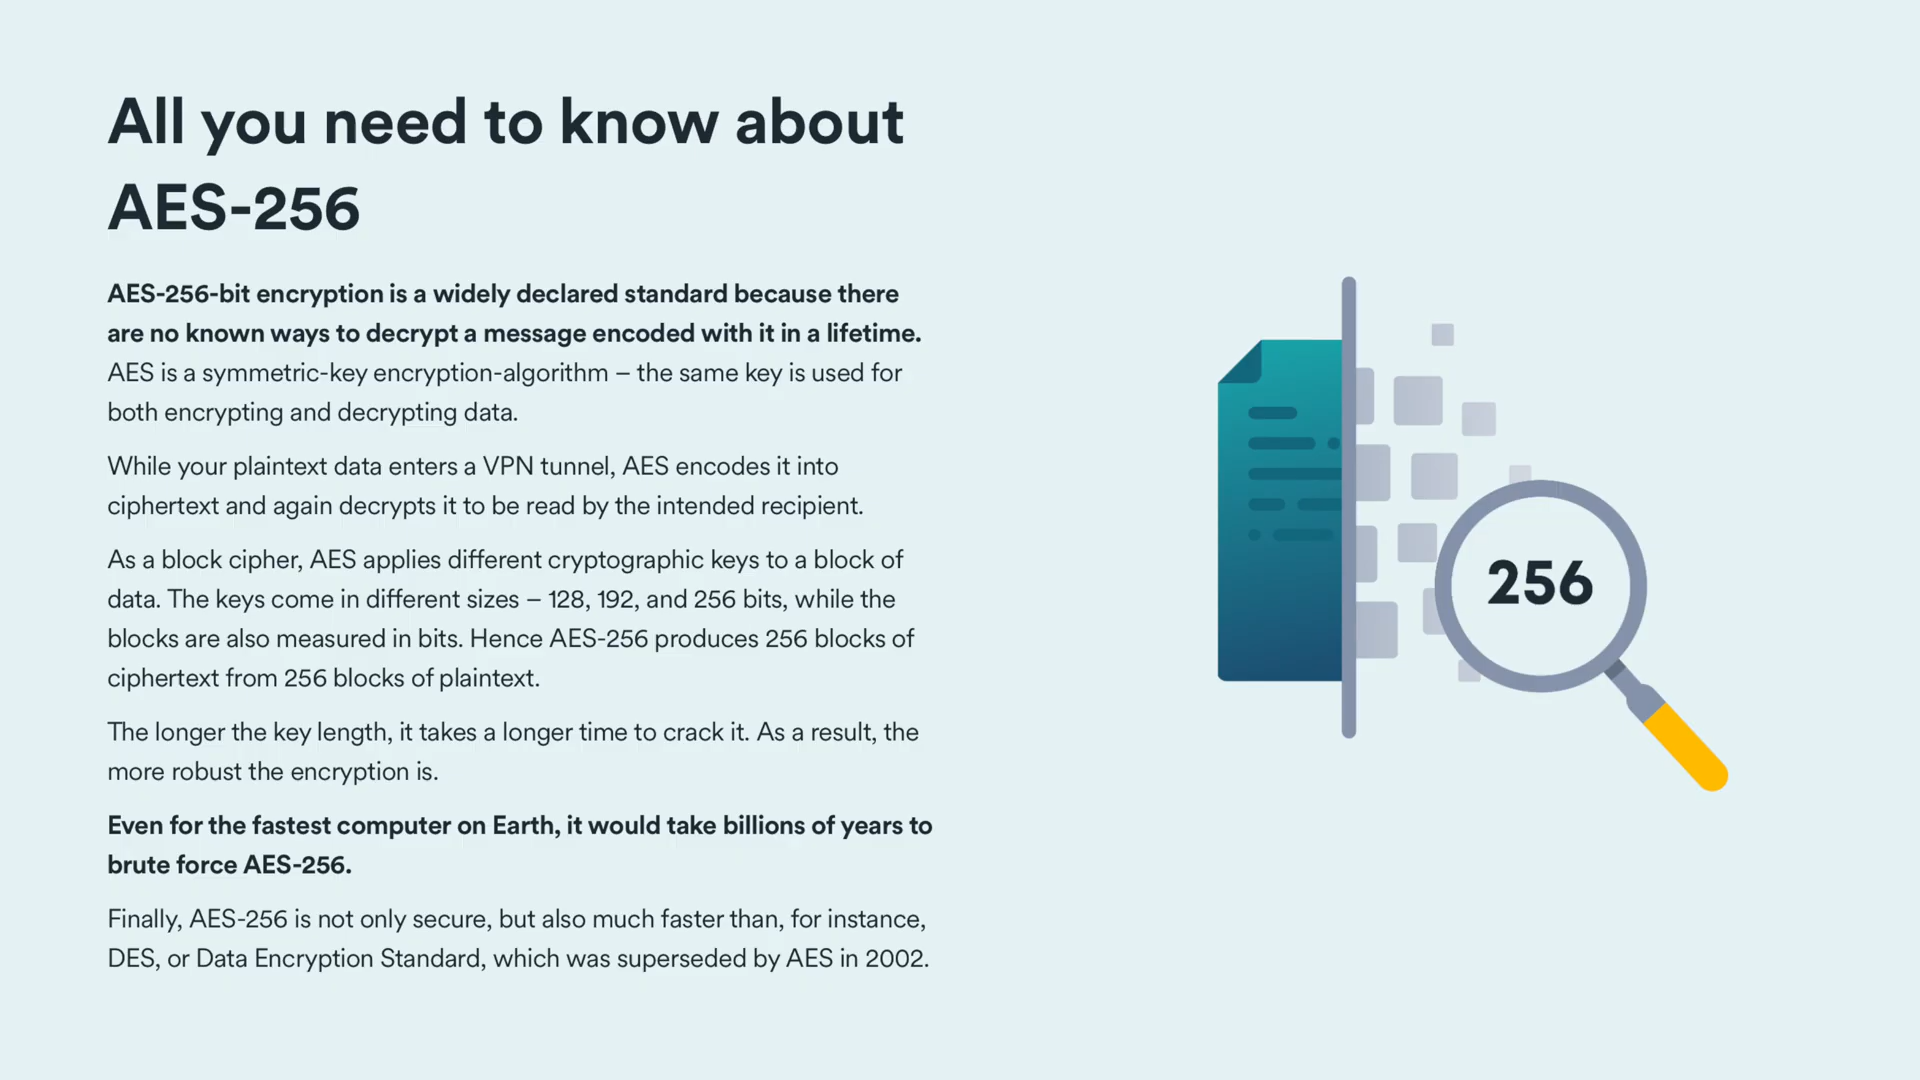 All you need to know about
AES-256
AES-256-bit encryption is a widely declared standard because there
are no known ways to decrypt a message encoded with it in a lifetime.
AES is a symmetric-key encryption-algorithm – the same key is used for
both encrypting and decrypting data.
While your plaintext data enters a VPN tunnel, AES encodes it into
ciphertext and again decrypts it to be read by the intended recipient.
As a block cipher, AES applies different cryptographic keys to a block of
data. The keys come in different sizes – 128, 192, and 256 bits, while the
blocks are also measured in bits. Hence AES-256 produces 256 blocks of
ciphertext from 256 blocks of plaintext.
The longer the key length, it takes a longer time to crack it. As a result, the
more robust the encryption is.
Even for the fastest computer on Earth, it would take billions of years to
brute force AES-256.
Finally, AES-256 is not only secure, but also much faster than, for instance,
DES, or Data Encryption Standard, which was superseded by AES in 2002.
256